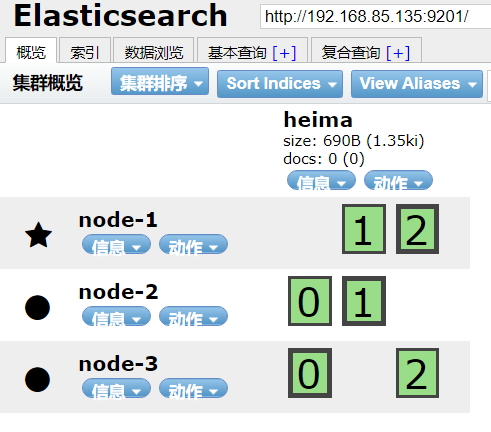 Elasticsearch http://192.168.85.135:9201/
概览 索引 数据浏览 基本查询 [+] 复合查询 [+]
集群概览 集群排序 Sort Indices View Aliases
heima
size: 690B (1.35ki)
docs: 0 (0)
信息 动作
node-1 1 2
信息 动作
node-2 0 1
信息 动作
node-3 0 2
信息 动作